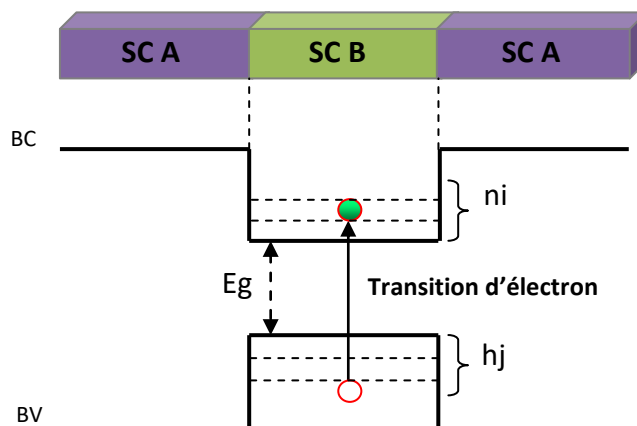 SC A SC B SC A
BC
ni
Eg
Transition d'électron
hj
BV